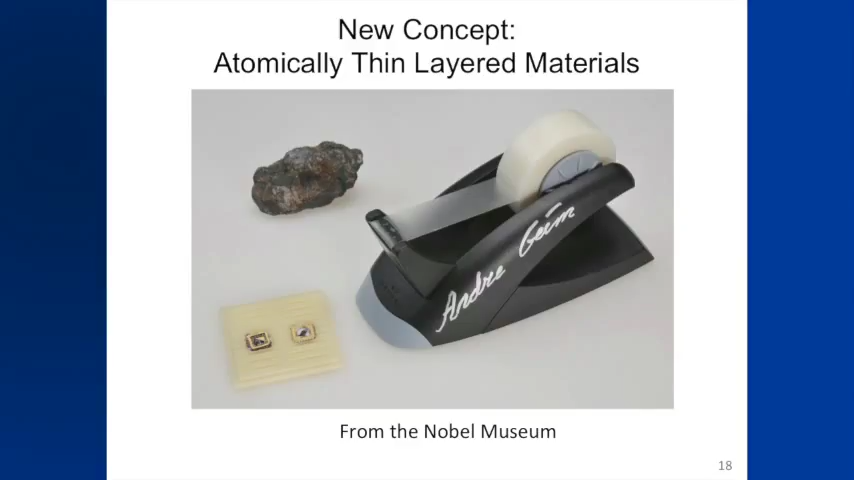 New Concept:
Atomically Thin Layered Materials
Andre Geim
From the Nobel Museum
18